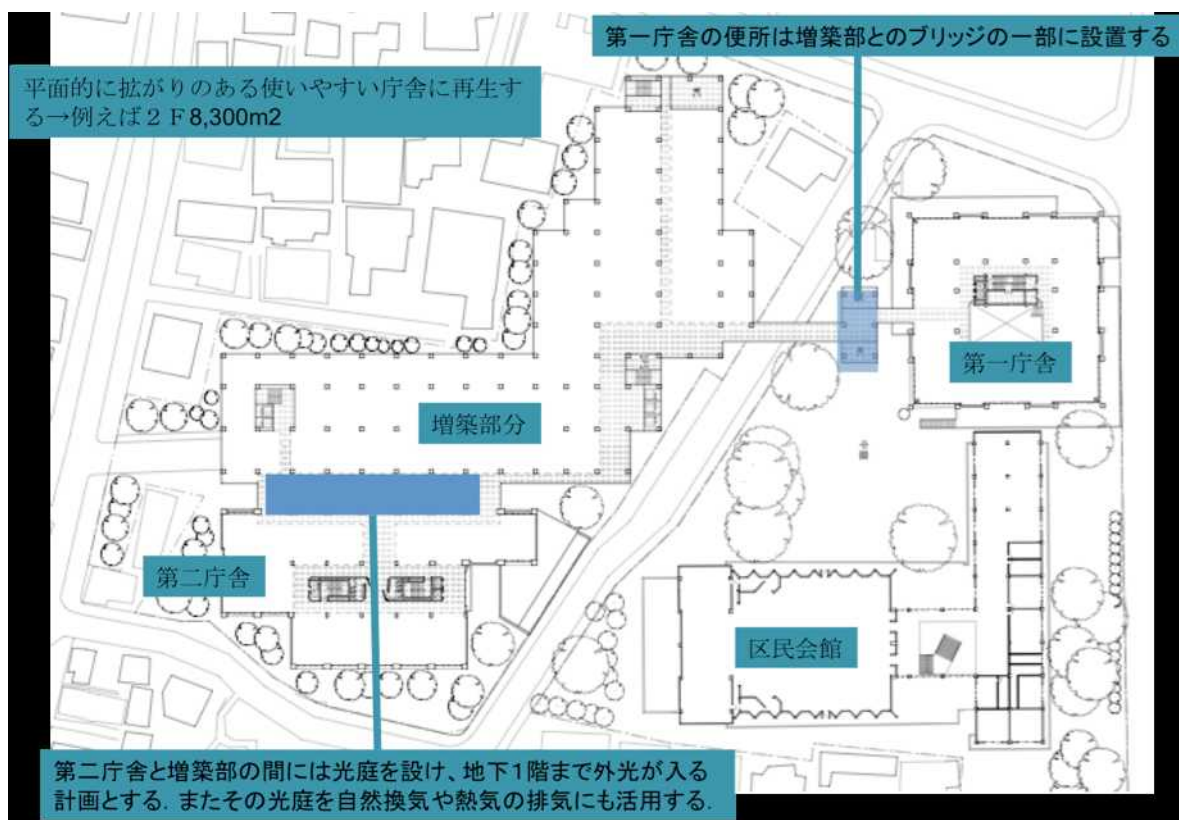 第一庁舎の便所は増築部とのブリッジの一部に設置する
平面的に拡がりのある使いやすい庁舎に再生す
る→例えば２Ｆ8,300m2
第一庁舎
増築部分
第二庁舎
区民会館
第二庁舎と増築部の間には光庭を設け、地下１階まで外光が入る
計画とする．またその光庭を自然換気や熱気の排気にも活用する．